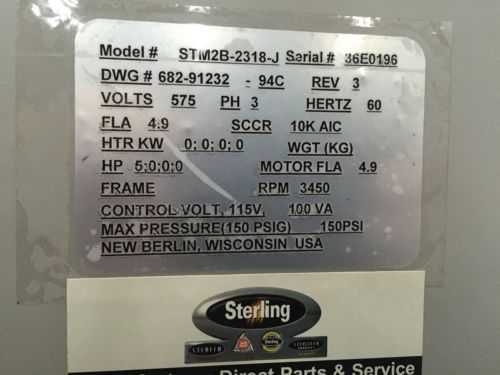 Model # STM2B-2318-J Serial # 36E0196
DWG # 682-91232 - 94C REV 3
VOLTS 575 PH 3 HERTZ 60
FLA 4.9 SCCR 10K AIC
HTR KW 0; 0; 0; 0 WGT (KG)
HP 5;0;0;0 MOTOR FLA 4.9
FRAME RPM 3450
CONTROL VOLT, 115V, 100 VA
MAX PRESSURE(150 PSIG) 150PSI
NEW BERLIN, WISCONSIN USA
Sterling
STERLCO
Sterling
Direct Parts & Service